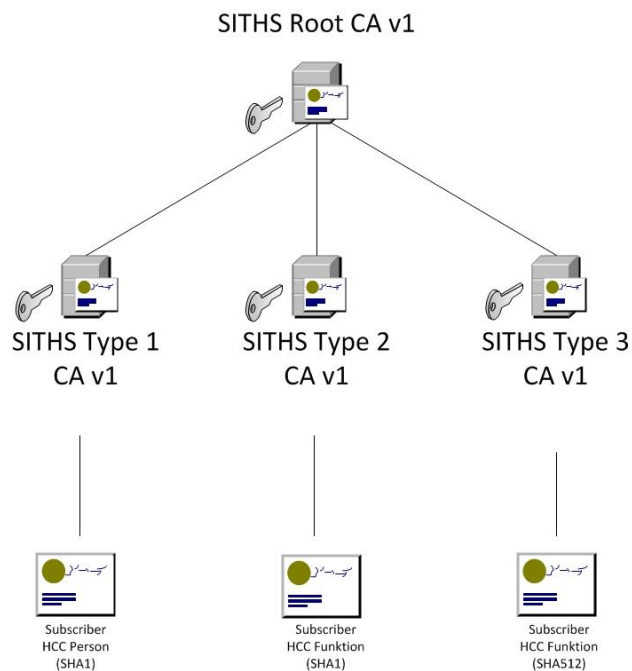 SITHS Root CA v1
SITHS Type 1
CA v1
SITHS Type 2
CA v1
SITHS Type 3
CA v1
Subscriber
HCC Person
(SHA1)
Subscriber
HCC Funktion
(SHA1)
Subscriber
HCC Funktion
(SHA512)